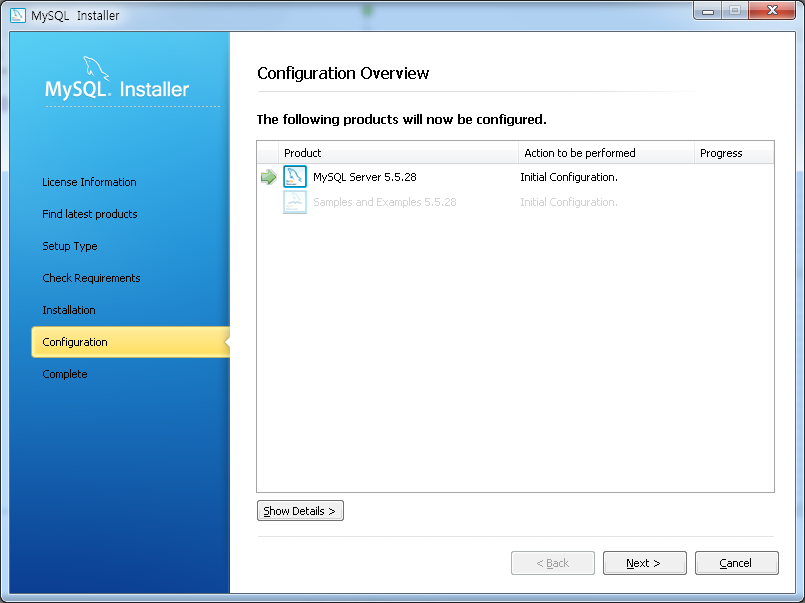 MySQL Installer
MySQL. Installer
License Information
Find latest products
Setup Type
Check Requirements
Installation
Configuration
Complete
Configuration Overview
The following products will now be configured.
Product Action to be performed Progress
MySQL Server 5.5.28 Initial Configuration.
Samples and Examples 5.5.28 Initial Configuration.
Show Details >
< Back Next > Cancel